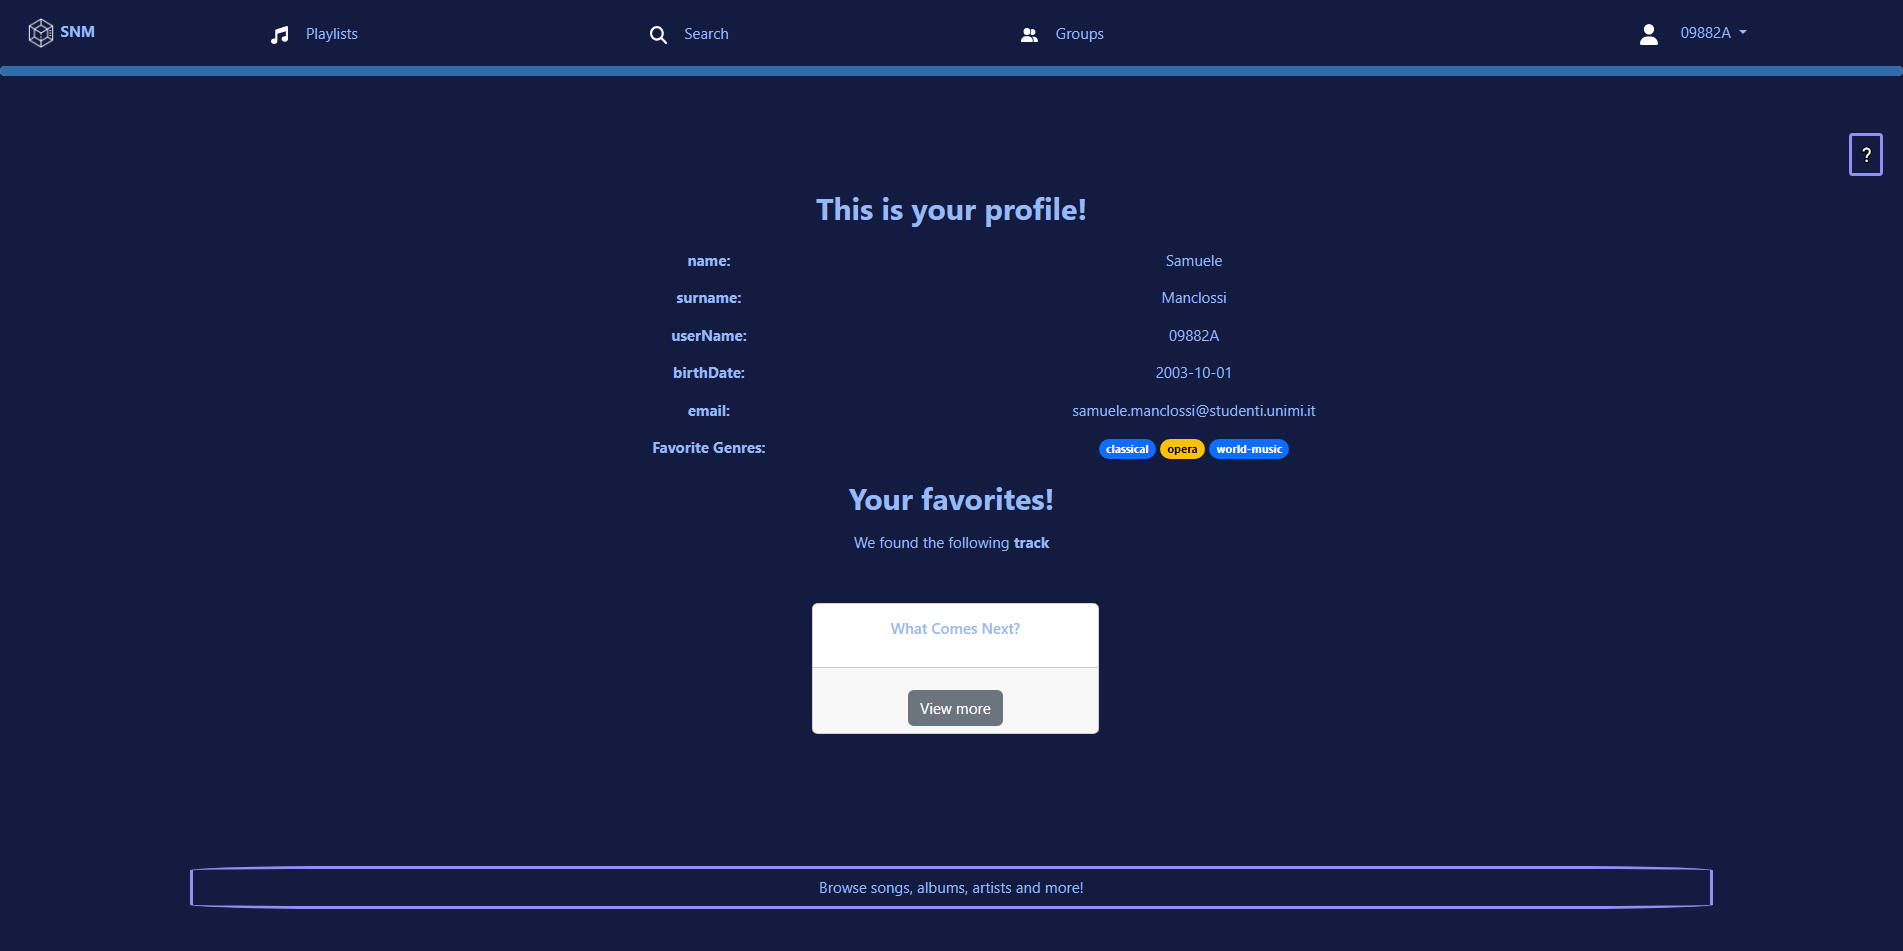 SNM Playlists Search Groups 09882A
?
This is your profile!
name: Samuele
surname: Manclossi
userName: 09882A
birthDate: 2003-10-01
email: samuele.manclossi@studenti.unimi.it
Favorite Genres: classical opera world-music
Your favorites!
We found the following track
What Comes Next?
View more
Browse songs, albums, artists and more!